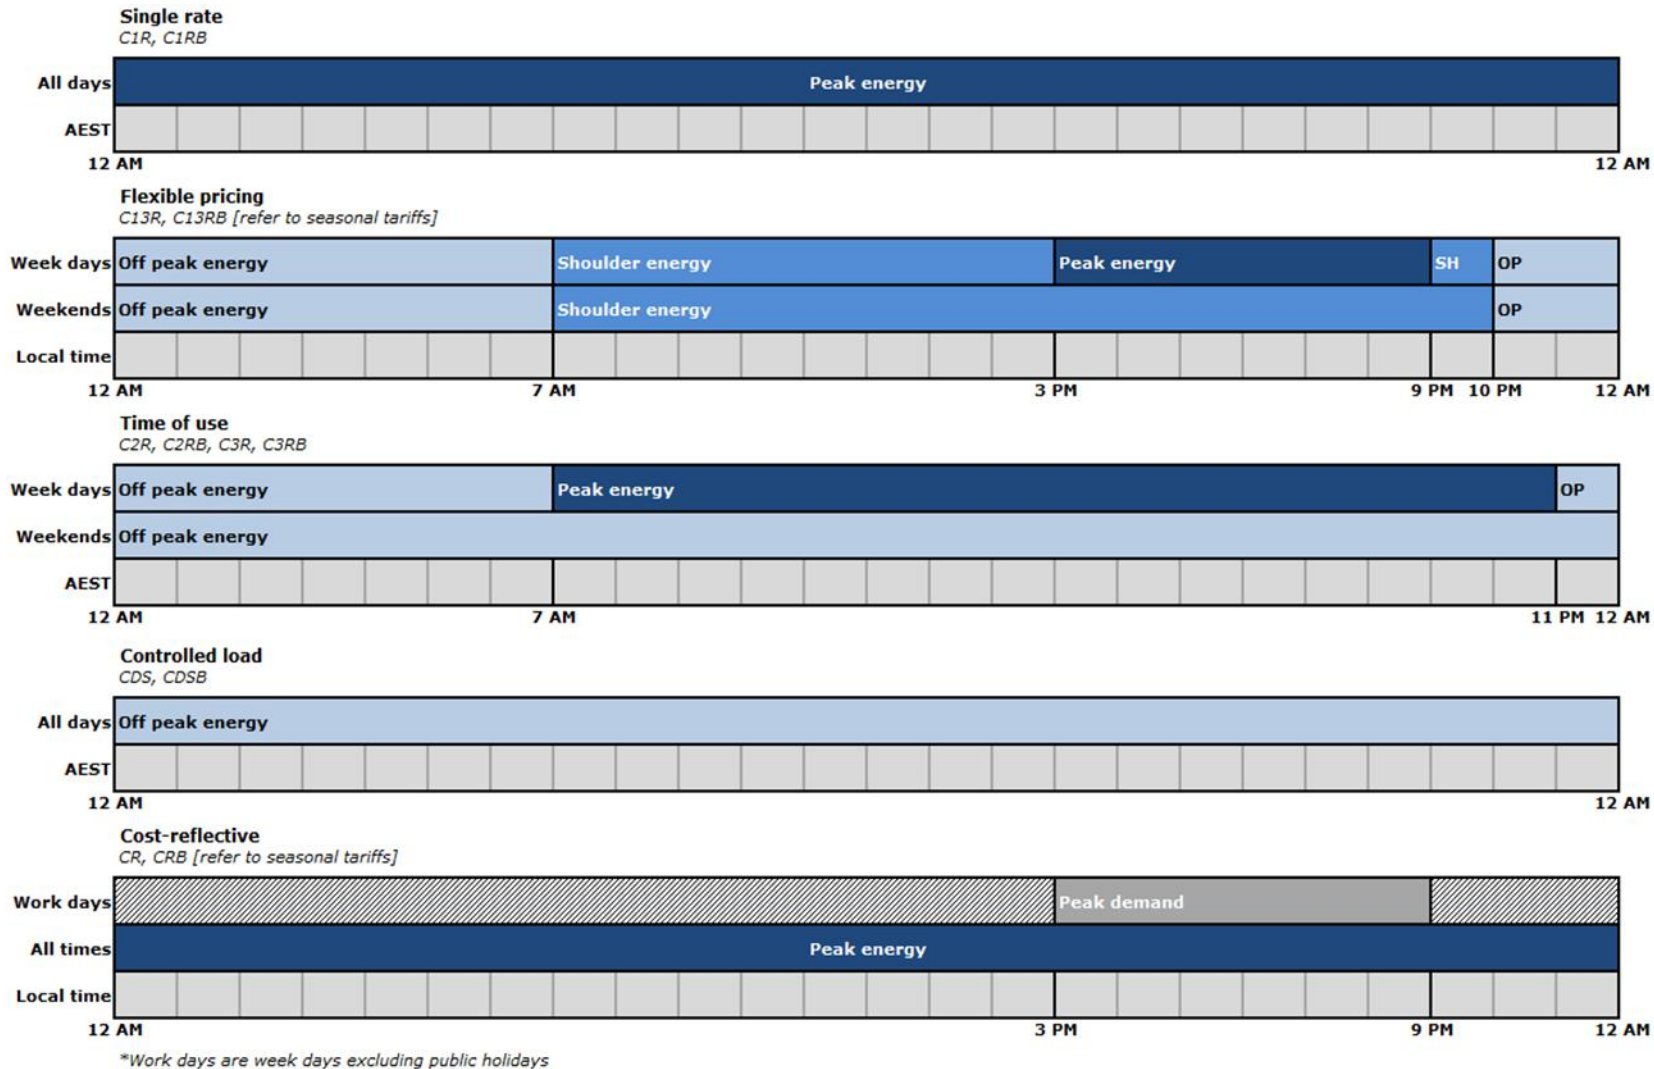 Single rate
C1R, C1RB
All days Peak energy
AEST
12 AM 12 AM
Flexible pricing
C13R, C13RB [refer to seasonal tariffs]
Week days Off peak energy Shoulder energy Peak energy SH OP
Weekends Off peak energy Shoulder energy OP
Local time
12 AM 7 AM 3 PM 9 PM 10 PM 12 AM
Time of use
C2R, C2RB, C3R, C3RB
Week days Off peak energy Peak energy OP
Weekends Off peak energy
AEST
12 AM 7 AM 11 PM 12 AM
Controlled load
CDS, CDSB
All days Off peak energy
AEST
12 AM 12 AM
Cost-reflective
CR, CRB [refer to seasonal tariffs]
Work days Peak demand
All times Peak energy
Local time
12 AM 3 PM 9 PM 12 AM
*Work days are week days excluding public holidays